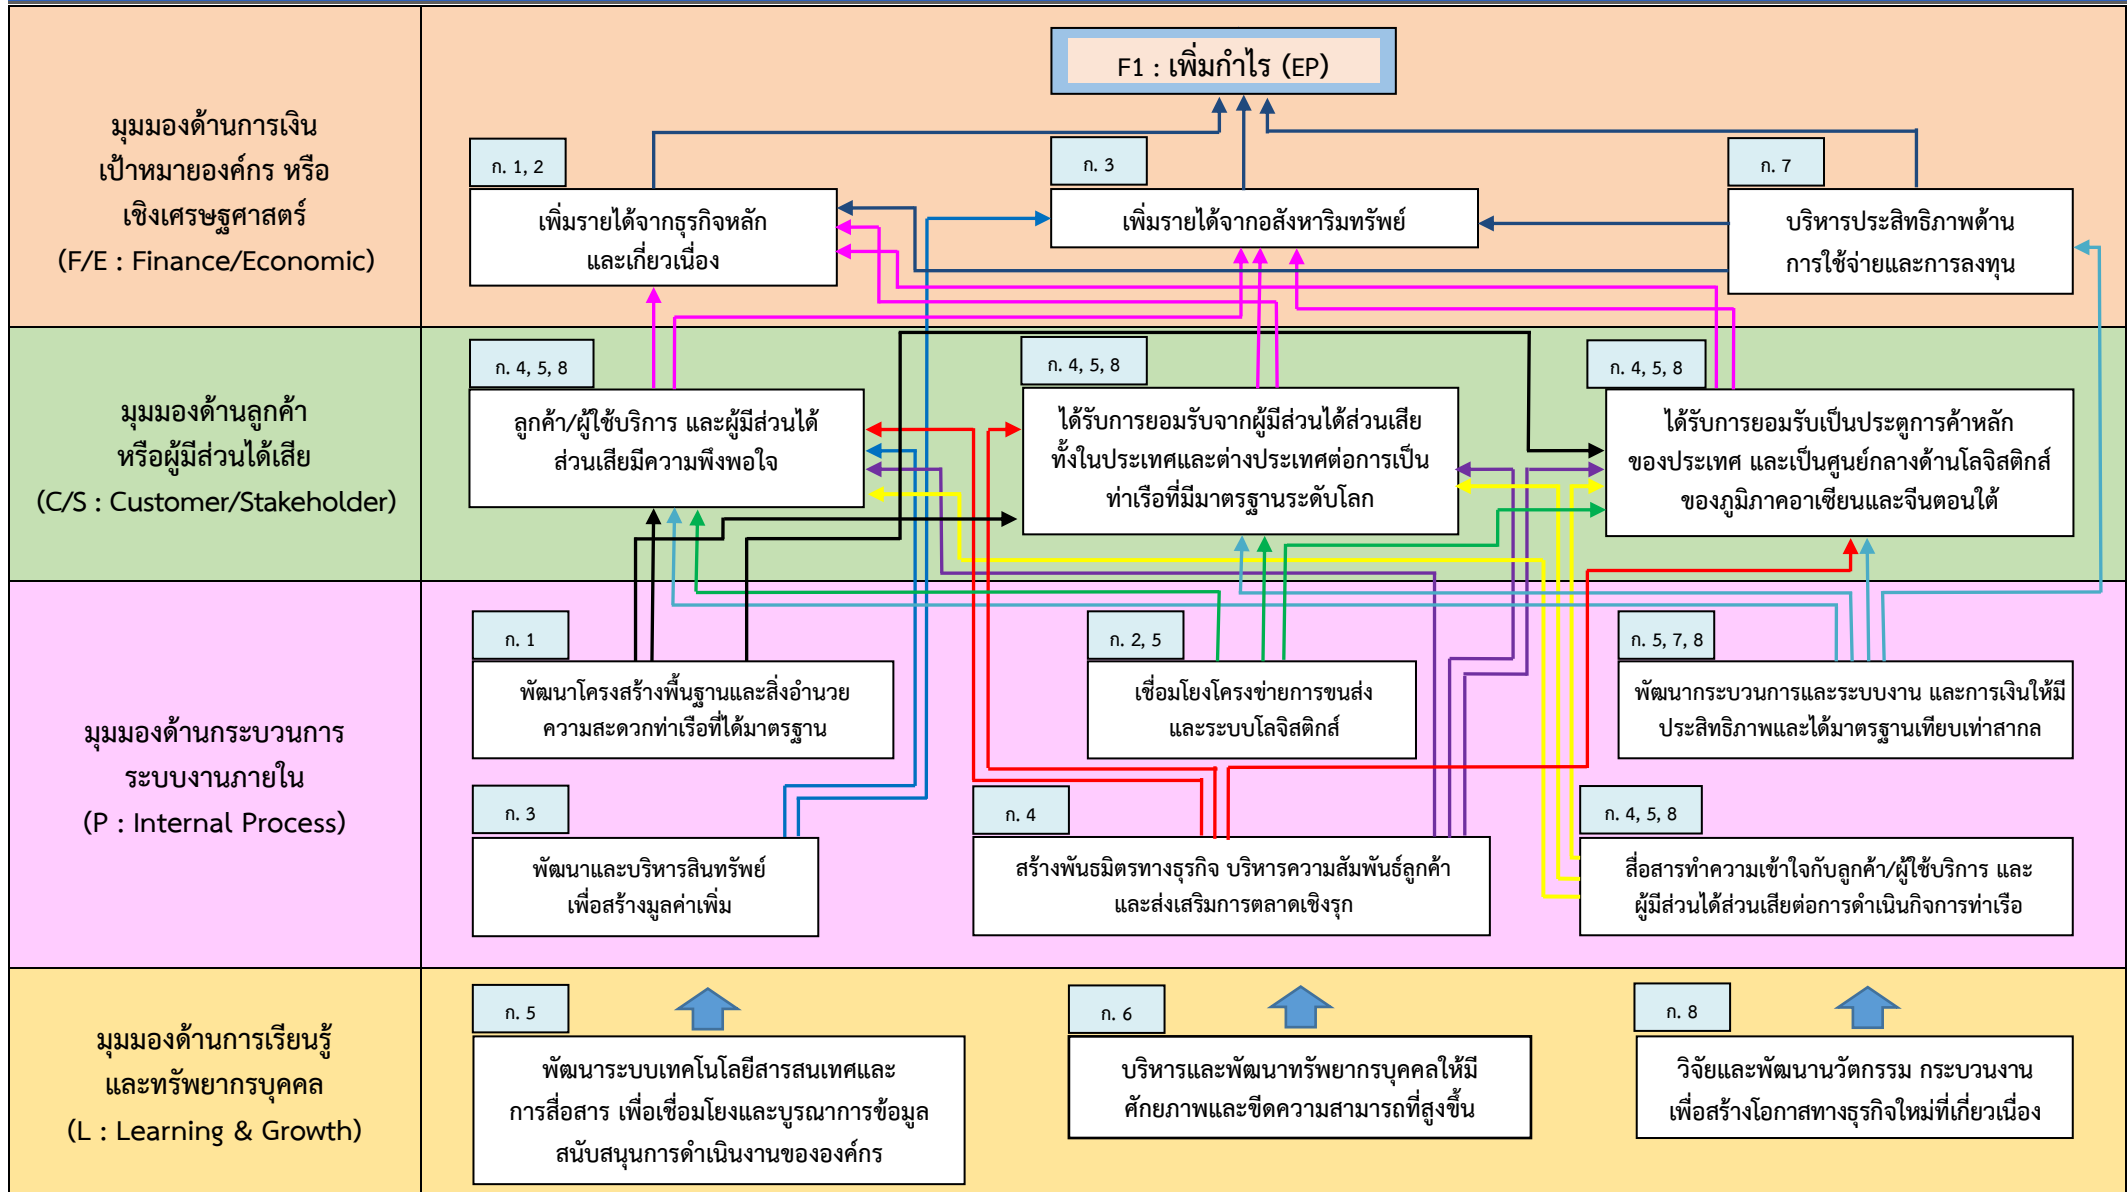 F1 : เพิ่มกำไร (EP)
มุมมองด้านการเงิน
เป้าหมายองค์กร หรือ
เชิงเศรษฐศาสตร์
(F/E : Finance/Economic)
ก. 1, 2
เพิ่มรายได้จากธุรกิจหลัก
และเกี่ยวเนื่อง
ก. 3
เพิ่มรายได้จากอสังหาริมทรัพย์
ก. 7
บริหารประสิทธิภาพด้าน
การใช้จ่ายและการลงทุน
มุมมองด้านลูกค้า
หรือผู้มีส่วนได้เสีย
(C/S : Customer/Stakeholder)
ก. 4, 5, 8
ลูกค้า/ผู้ใช้บริการ และผู้มีส่วนได้
ส่วนเสียมีความพึงพอใจ
ก. 4, 5, 8
ได้รับการยอมรับจากผู้มีส่วนได้ส่วนเสีย
ทั้งในประเทศและต่างประเทศต่อการเป็น
ท่าเรือที่มีมาตรฐานระดับโลก
ก. 4, 5, 8
ได้รับการยอมรับเป็นประตูการค้าหลัก
ของประเทศ และเป็นศูนย์กลางด้านโลจิสติกส์
ของภูมิภาคอาเซียนและจีนตอนใต้
มุมมองด้านกระบวนการ
ระบบงานภายใน
(P : Internal Process)
ก. 1
พัฒนาโครงสร้างพื้นฐานและสิ่งอำนวย
ความสะดวกท่าเรือที่ได้มาตรฐาน
ก. 2, 5
เชื่อมโยงโครงข่ายการขนส่ง
และระบบโลจิสติกส์
ก. 5, 7, 8
พัฒนากระบวนการและระบบงาน และการเงินให้มี
ประสิทธิภาพและได้มาตรฐานเทียบเท่าสากล
ก. 3
พัฒนาและบริหารสินทรัพย์
เพื่อสร้างมูลค่าเพิ่ม
ก. 4
สร้างพันธมิตรทางธุรกิจ บริหารความสัมพันธ์ลูกค้า
และส่งเสริมการตลาดเชิงรุก
ก. 4, 5, 8
สื่อสารทำความเข้าใจกับลูกค้า/ผู้ใช้บริการ และ
ผู้มีส่วนได้ส่วนเสียต่อการดำเนินกิจการท่าเรือ
มุมมองด้านการเรียนรู้
และทรัพยากรบุคคล
(L : Learning & Growth)
ก. 5
พัฒนาระบบเทคโนโลยีสารสนเทศและ
การสื่อสาร เพื่อเชื่อมโยงและบูรณาการข้อมูล
สนับสนุนการดำเนินงานขององค์กร
ก. 6
บริหารและพัฒนาทรัพยากรบุคคลให้มี
ศักยภาพและขีดความสามารถที่สูงขึ้น
ก. 8
วิจัยและพัฒนานวัตกรรม กระบวนงาน
เพื่อสร้างโอกาสทางธุรกิจใหม่ที่เกี่ยวเนื่อง